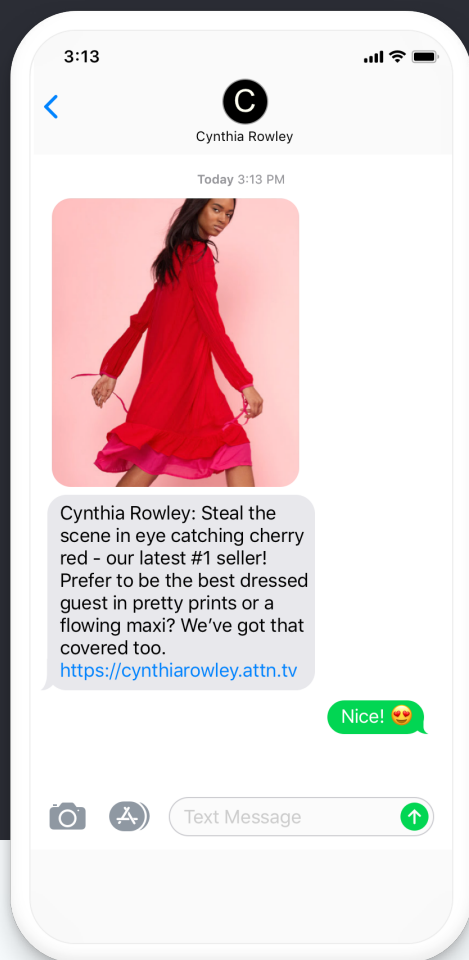 3:13
C
Cynthia Rowley
Today 3:13 PM
Cynthia Rowley: Steal the
scene in eye catching cherry
red - our latest #1 seller!
Prefer to be the best dressed
guest in pretty prints or a
flowing maxi? We’ve got that
covered too.
https://cynthiarowley.attn.tv
Nice! 😍
Text Message